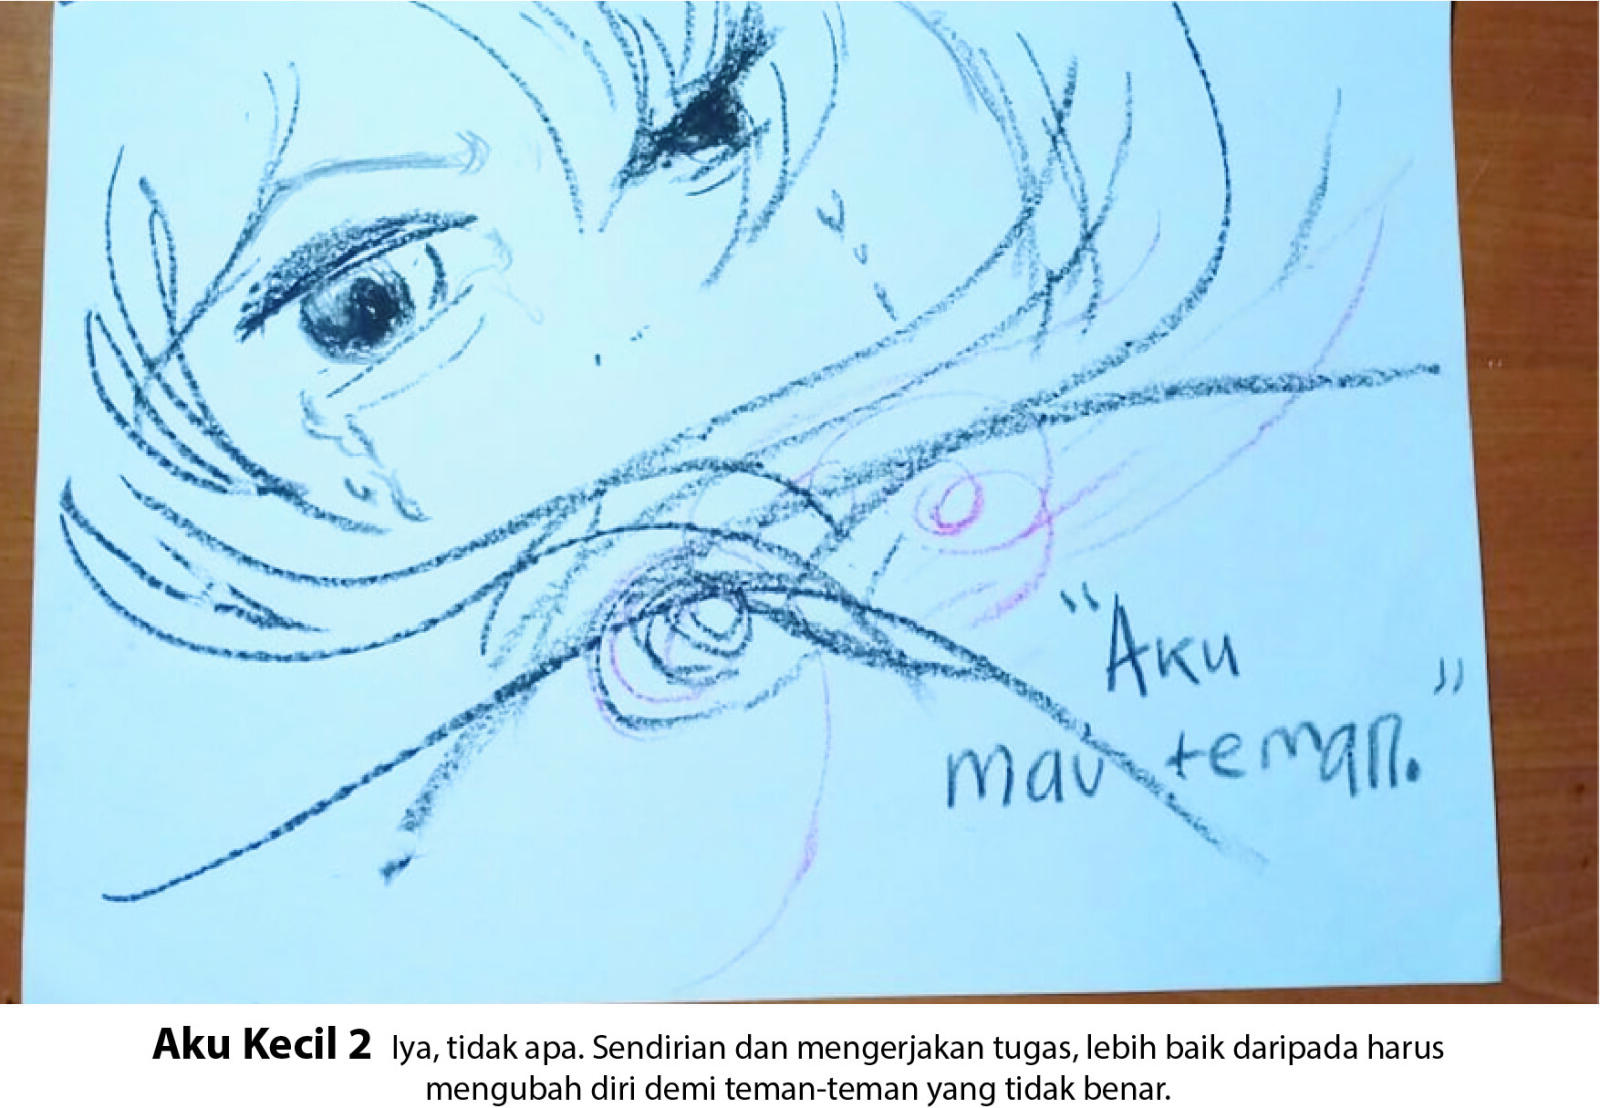 "Aku
mau teman."
Aku Kecil 2 Iya, tidak apa. Sendirian dan mengerjakan tugas, lebih baik daripada harus
mengubah diri demi teman-teman yang tidak benar.